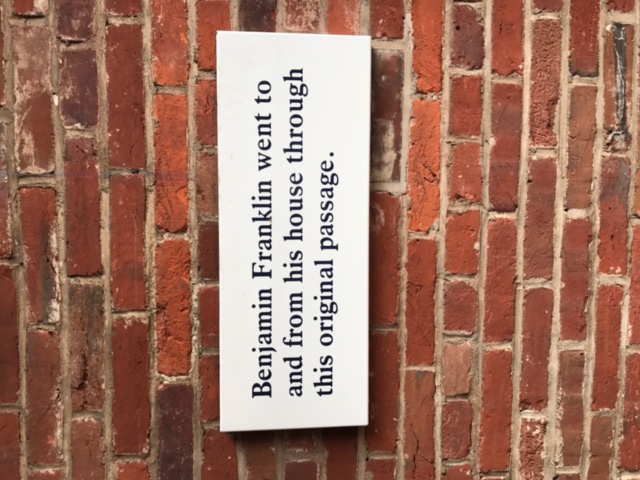 Benjamin Franklin went to
and from his house through
this original passage.